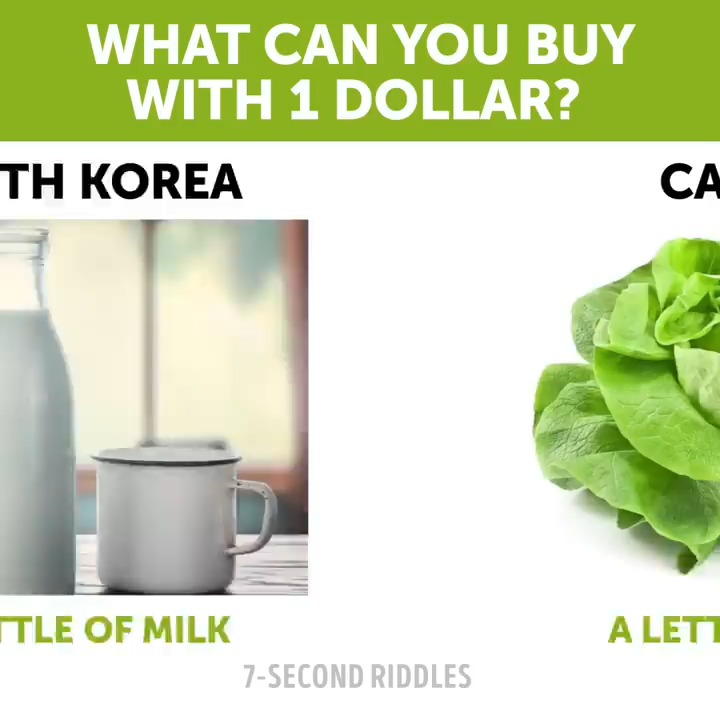 WHAT CAN YOU BUY
WITH 1 DOLLAR?
TH KOREA
CA
TTLE OF MILK
A LETT
7-SECOND RIDDLES